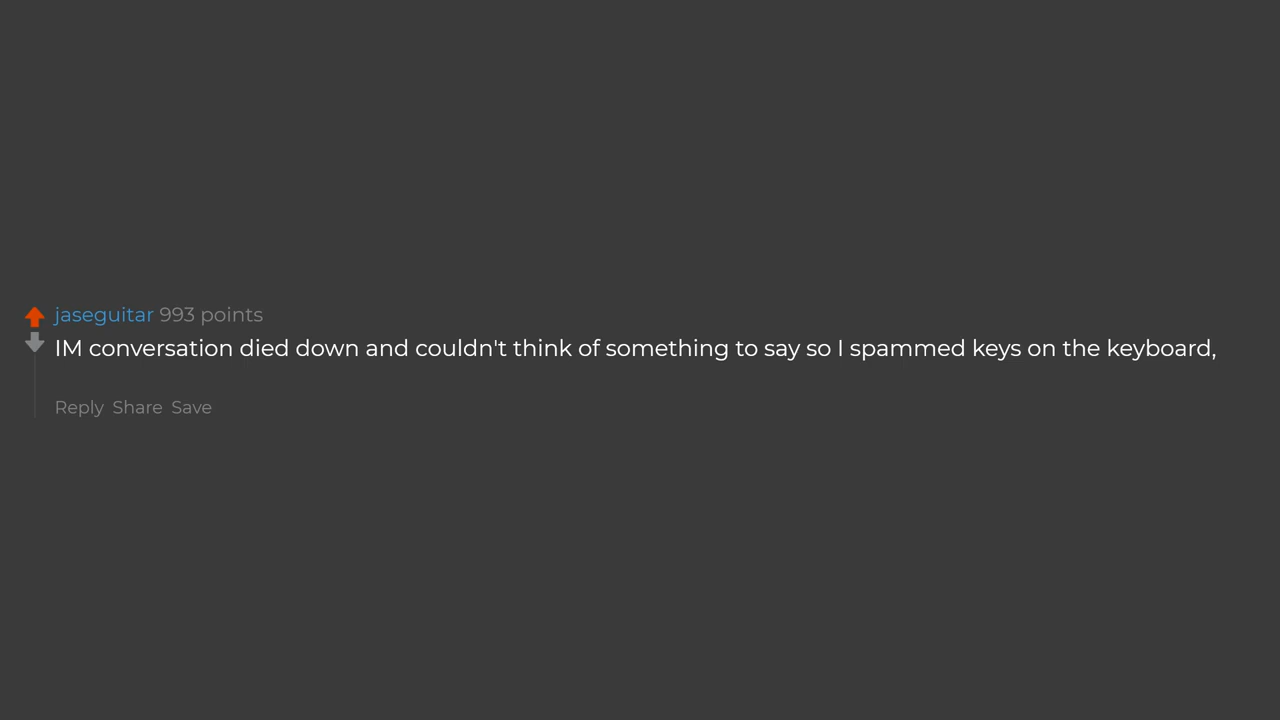 jaseguitar 993 points
IM conversation died down and couldn't think of something to say so I spammed keys on the keyboard,
Reply Share Save